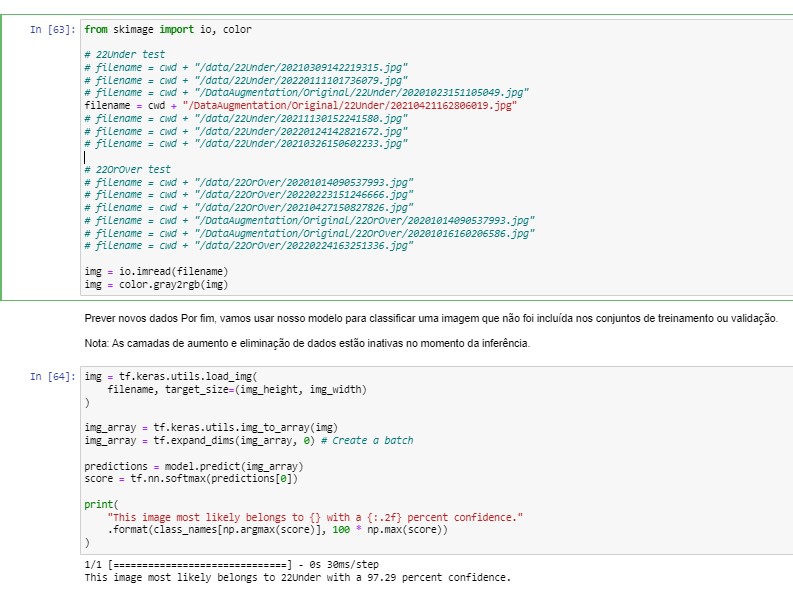 In [63]: from skimage import io, color
# 22Under test
# filename = cwd + "/data/22Under/20210309142219315.jpg"
# filename = cwd + "/data/22Under/20220111101736079.jpg"
# filename = cwd + "/DataAugmentation/Original/22Under/20201023151105049.jpg"
filename = cwd + "/DataAugmentation/Original/22Under/20210421162806019.jpg"
# filename = cwd + "/data/22Under/20211130152241580.jpg"
# filename = cwd + "/data/22Under/20220124142821672.jpg"
# filename = cwd + "/data/22Under/20210326150602233.jpg"
# 22OrOver test
# filename = cwd + "/data/22OrOver/20201014090537993.jpg"
# filename = cwd + "/data/22OrOver/20220223151246666.jpg"
# filename = cwd + "/data/22OrOver/20210427150827826.jpg"
# filename = cwd + "/DataAugmentation/Original/22OrOver/20201014090537993.jpg"
# filename = cwd + "/DataAugmentation/Original/22OrOver/20201016160206586.jpg"
# filename = cwd + "/data/22OrOver/20220224163251336.jpg"
img = io.imread(filename)
img = color.gray2rgb(img)
Prever novos dados Por fim, vamos usar nosso modelo para classificar uma imagem que não foi incluída nos conjuntos de treinamento ou validação.
Nota: As camadas de aumento e eliminação de dados estão inativas no momento da inferência.
In [64]: img = tf.keras.utils.load_img(
filename, target_size=(img_height, img_width)
)
img_array = tf.keras.utils.img_to_array(img)
img_array = tf.expand_dims(img_array, 0) # Create a batch
predictions = model.predict(img_array)
score = tf.nn.softmax(predictions[0])
print(
"This image most likely belongs to {} with a {:.2f} percent confidence."
.format(class_names[np.argmax(score)], 100 * np.max(score))
)
1/1 [==============================] - 0s 30ms/step
This image most likely belongs to 22Under with a 97.29 percent confidence.